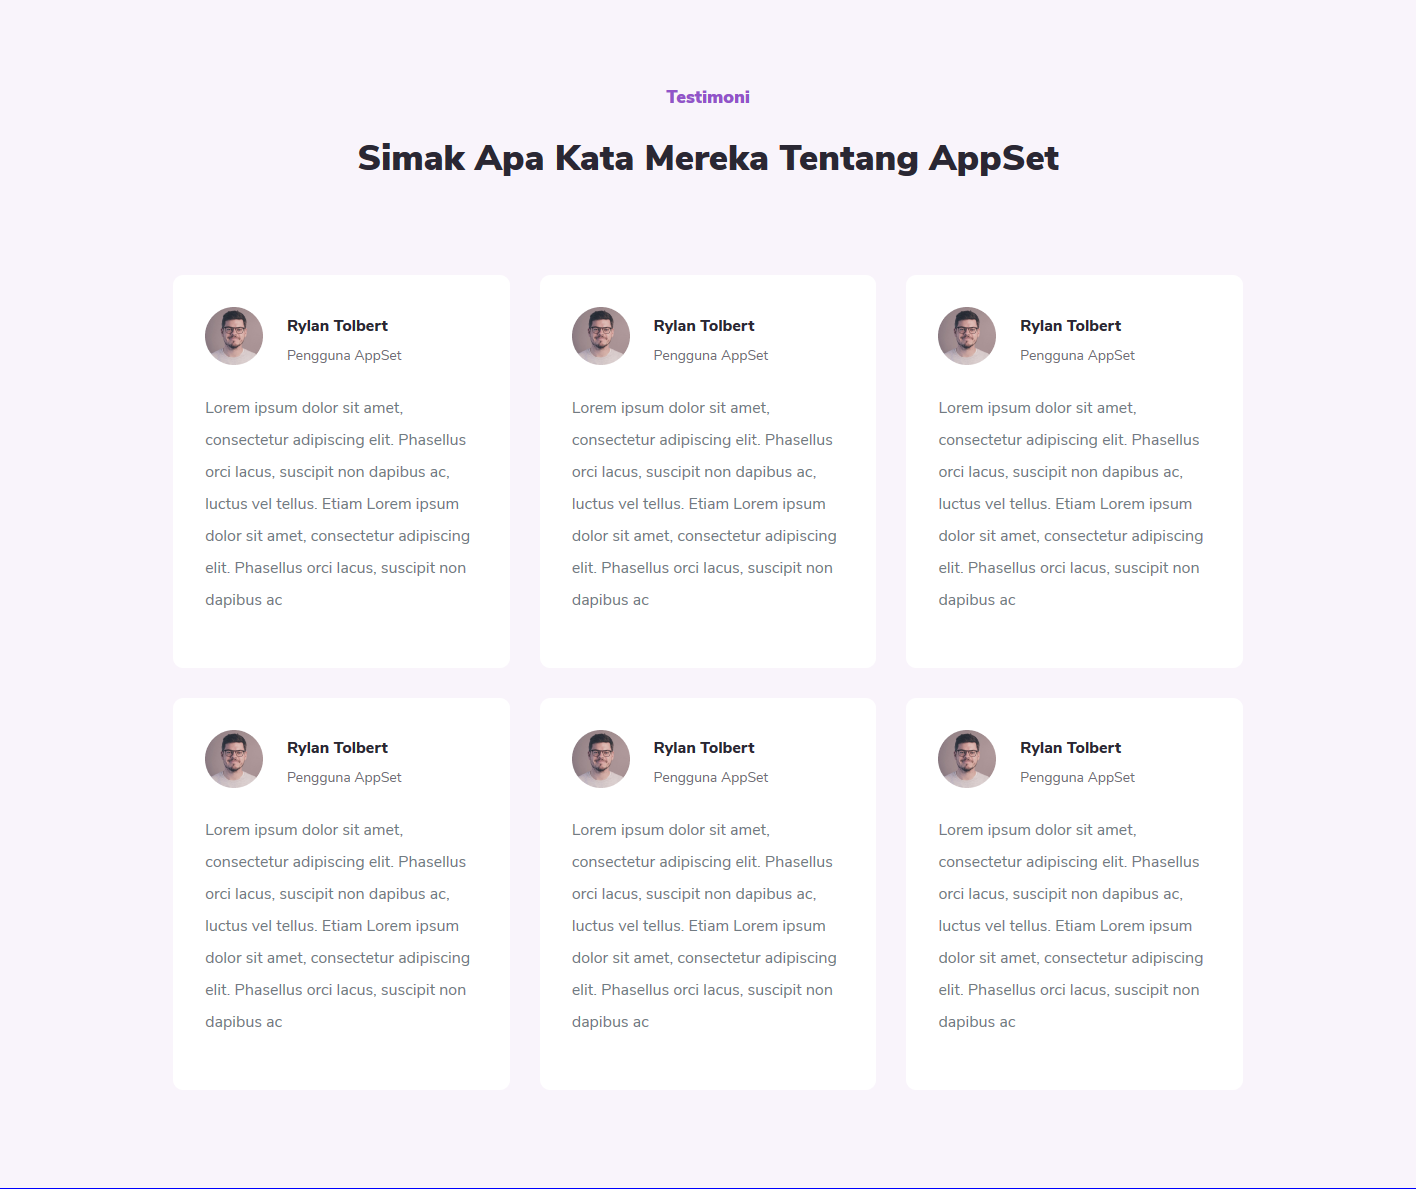 Testimoni
Simak Apa Kata Mereka Tentang AppSet
Rylan Tolbert
Pengguna AppSet
Lorem ipsum dolor sit amet,
consectetur adipiscing elit. Phasellus
orci lacus, suscipit non dapibus ac,
luctus vel tellus. Etiam Lorem ipsum
dolor sit amet, consectetur adipiscing
elit. Phasellus orci lacus, suscipit non
dapibus ac
Rylan Tolbert
Pengguna AppSet
Lorem ipsum dolor sit amet,
consectetur adipiscing elit. Phasellus
orci lacus, suscipit non dapibus ac,
luctus vel tellus. Etiam Lorem ipsum
dolor sit amet, consectetur adipiscing
elit. Phasellus orci lacus, suscipit non
dapibus ac
Rylan Tolbert
Pengguna AppSet
Lorem ipsum dolor sit amet,
consectetur adipiscing elit. Phasellus
orci lacus, suscipit non dapibus ac,
luctus vel tellus. Etiam Lorem ipsum
dolor sit amet, consectetur adipiscing
elit. Phasellus orci lacus, suscipit non
dapibus ac
Rylan Tolbert
Pengguna AppSet
Lorem ipsum dolor sit amet,
consectetur adipiscing elit. Phasellus
orci lacus, suscipit non dapibus ac,
luctus vel tellus. Etiam Lorem ipsum
dolor sit amet, consectetur adipiscing
elit. Phasellus orci lacus, suscipit non
dapibus ac
Rylan Tolbert
Pengguna AppSet
Lorem ipsum dolor sit amet,
consectetur adipiscing elit. Phasellus
orci lacus, suscipit non dapibus ac,
luctus vel tellus. Etiam Lorem ipsum
dolor sit amet, consectetur adipiscing
elit. Phasellus orci lacus, suscipit non
dapibus ac
Rylan Tolbert
Pengguna AppSet
Lorem ipsum dolor sit amet,
consectetur adipiscing elit. Phasellus
orci lacus, suscipit non dapibus ac,
luctus vel tellus. Etiam Lorem ipsum
dolor sit amet, consectetur adipiscing
elit. Phasellus orci lacus, suscipit non
dapibus ac